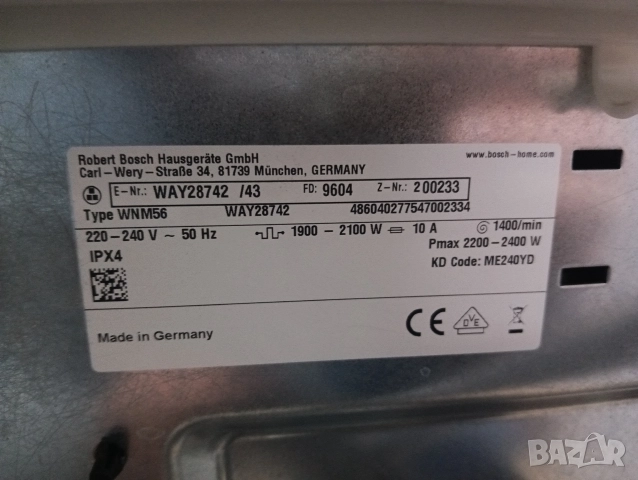 Robert Bosch Hausgeräte GmbH
www.bosch-home.com
Carl-Wery-Straße 34, 81739 München, GERMANY
E-Nr.: WAY28742 /43 FD: 9604 Z-Nr.: 200233
Type WNM56 WAY28742 486040277547002334
220-240 V ~ 50 Hz 1900 - 2100 W 10 A 1400/min
Pmax 2200-2400 W
IPX4
KD Code: ME240YD
Made in Germany
CE
DVE
BAZAR